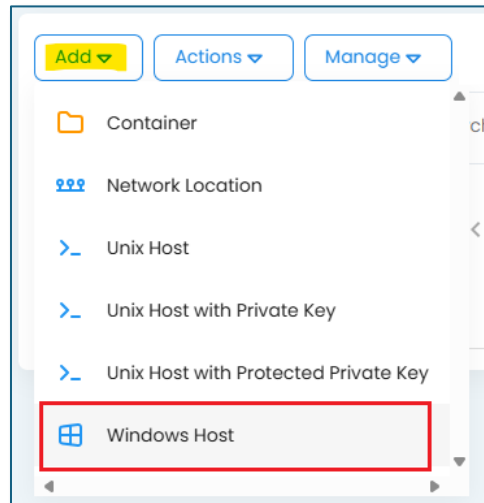 Add Actions Manage
Container
Network Location
Unix Host
Unix Host with Private Key
Unix Host with Protected Private Key
Windows Host